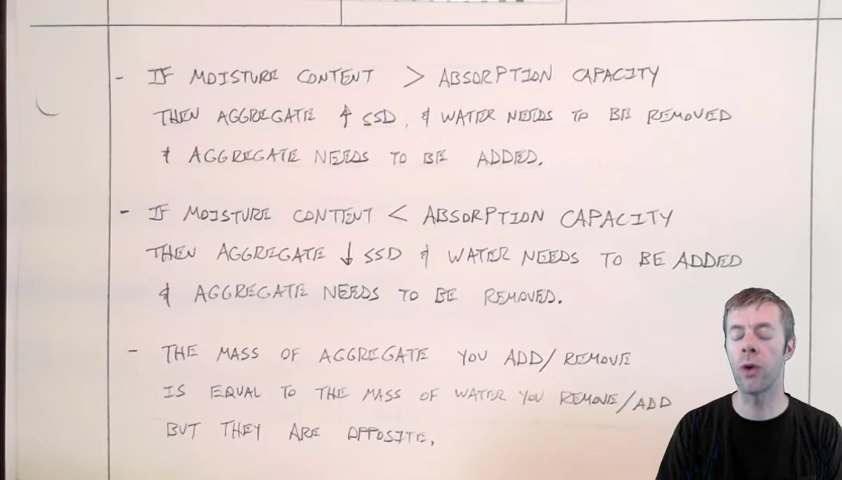 - IF MOISTURE CONTENT > ABSORPTION CAPACITY
THEN AGGREGATE ↑ SSD, & WATER NEEDS TO BE REMOVED
& AGGREGATE NEEDS TO BE ADDED.
- IF MOISTURE CONTENT < ABSORPTION CAPACITY
THEN AGGREGATE ↓ SSD & WATER NEEDS TO BE ADDED
& AGGREGATE NEEDS TO BE REMOVED.
- THE MASS OF AGGREGATE YOU ADD/REMOVE
IS EQUAL TO THE MASS OF WATER YOU REMOVE/ADD
BUT THEY ARE OPPOSITE.